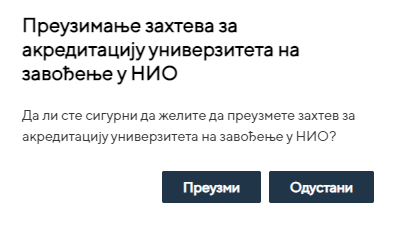 Преузимање захтева за
акредитацију универзитета на
завођење у НИО
Да ли сте сигурни да желите да преузмете захтев за
акредитацију универзитета на завођење у НИО?
Преузми
Одустани